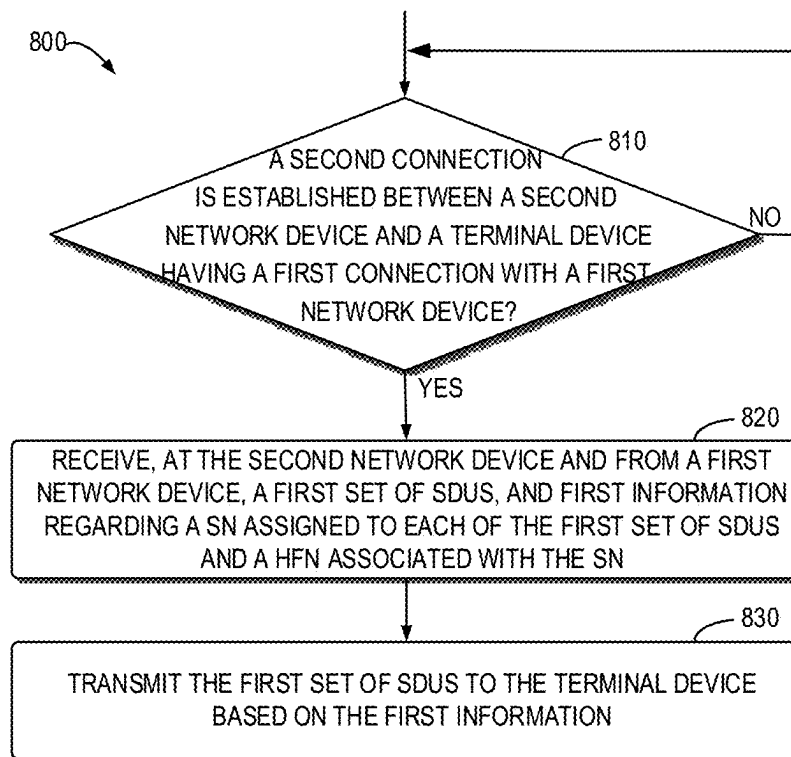 800
810
A SECOND CONNECTION
IS ESTABLISHED BETWEEN A SECOND
NETWORK DEVICE AND A TERMINAL DEVICE
HAVING A FIRST CONNECTION WITH A FIRST
NETWORK DEVICE?
NO
YES
820
RECEIVE, AT THE SECOND NETWORK DEVICE AND FROM A FIRST
NETWORK DEVICE, A FIRST SET OF SDUS, AND FIRST INFORMATION
REGARDING A SN ASSIGNED TO EACH OF THE FIRST SET OF SDUS
AND A HFN ASSOCIATED WITH THE SN
830
TRANSMIT THE FIRST SET OF SDUS TO THE TERMINAL DEVICE
BASED ON THE FIRST INFORMATION